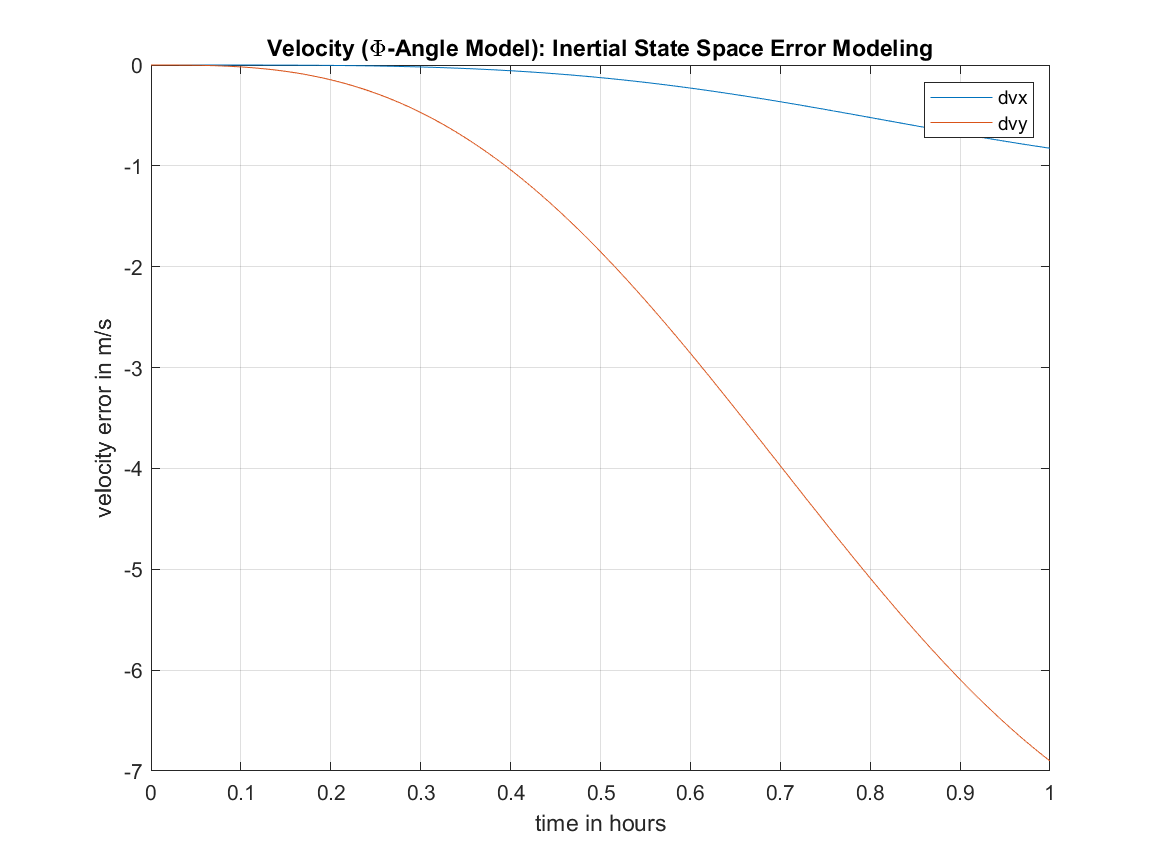 Velocity (Φ-Angle Model): Inertial State Space Error Modeling
0
-1
-2
-3
-4
-5
-6
-7
velocity error in m/s
dvx
dvy
0 0.1 0.2 0.3 0.4 0.5 0.6 0.7 0.8 0.9 1
time in hours